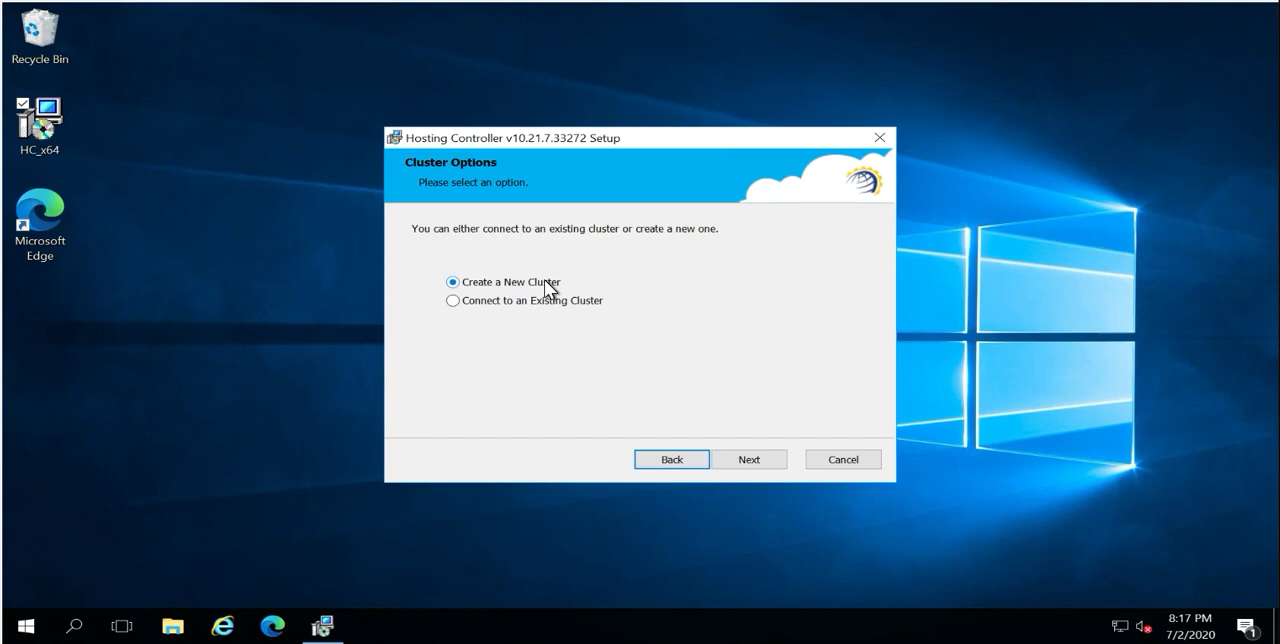 Recycle Bin
HC_x64
Microsoft
Edge
Hosting Controller v10.21.7.33272 Setup
Cluster Options
Please select an option.
You can either connect to an existing cluster or create a new one.
Create a New Cluster
Connect to an Existing Cluster
Back
Next
Cancel
8:17 PM
7/2/2020
1